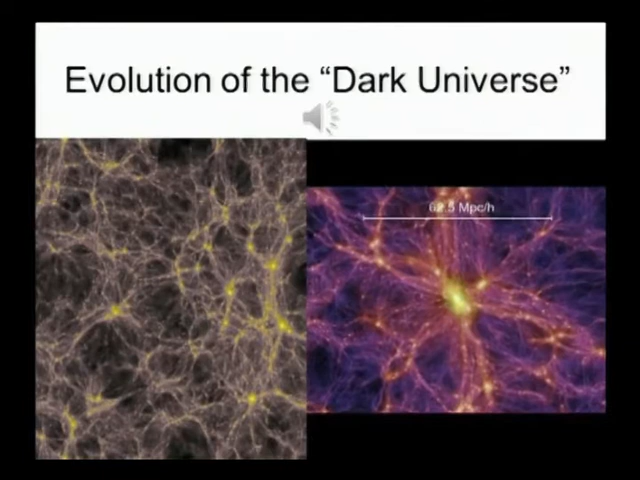 Evolution of the “Dark Universe”
62.5 Mpc/h